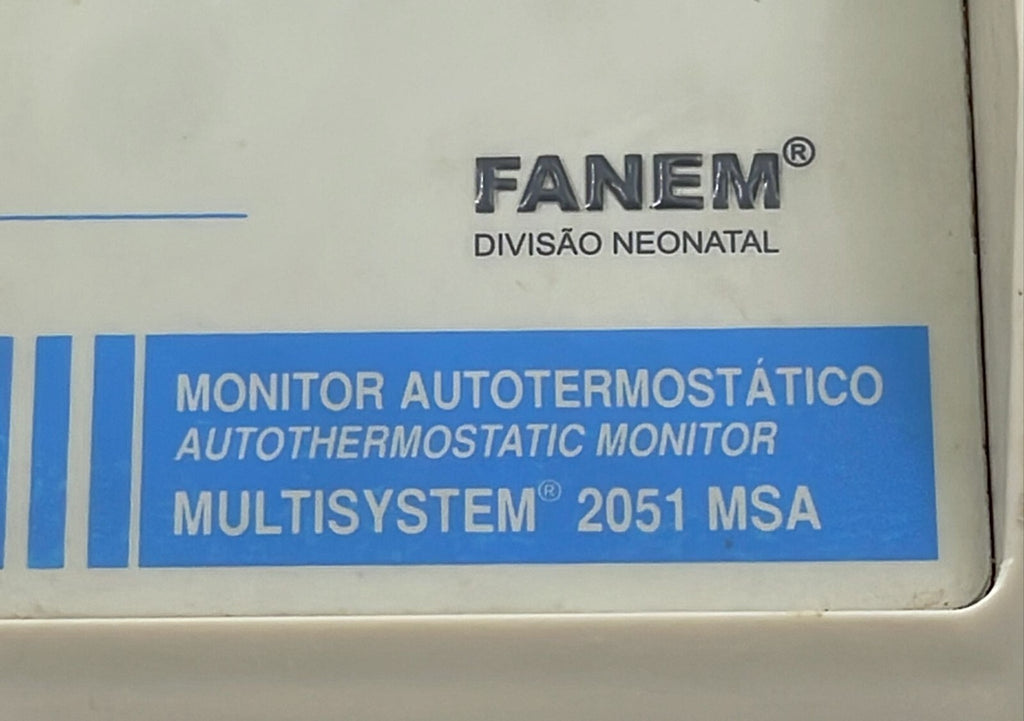 FANEM®
DIVISÃO NEONATAL
MONITOR AUTOTERMOSTÁTICO
AUTOTHERMOSTATIC MONITOR
MULTISYSTEM® 2051 MSA